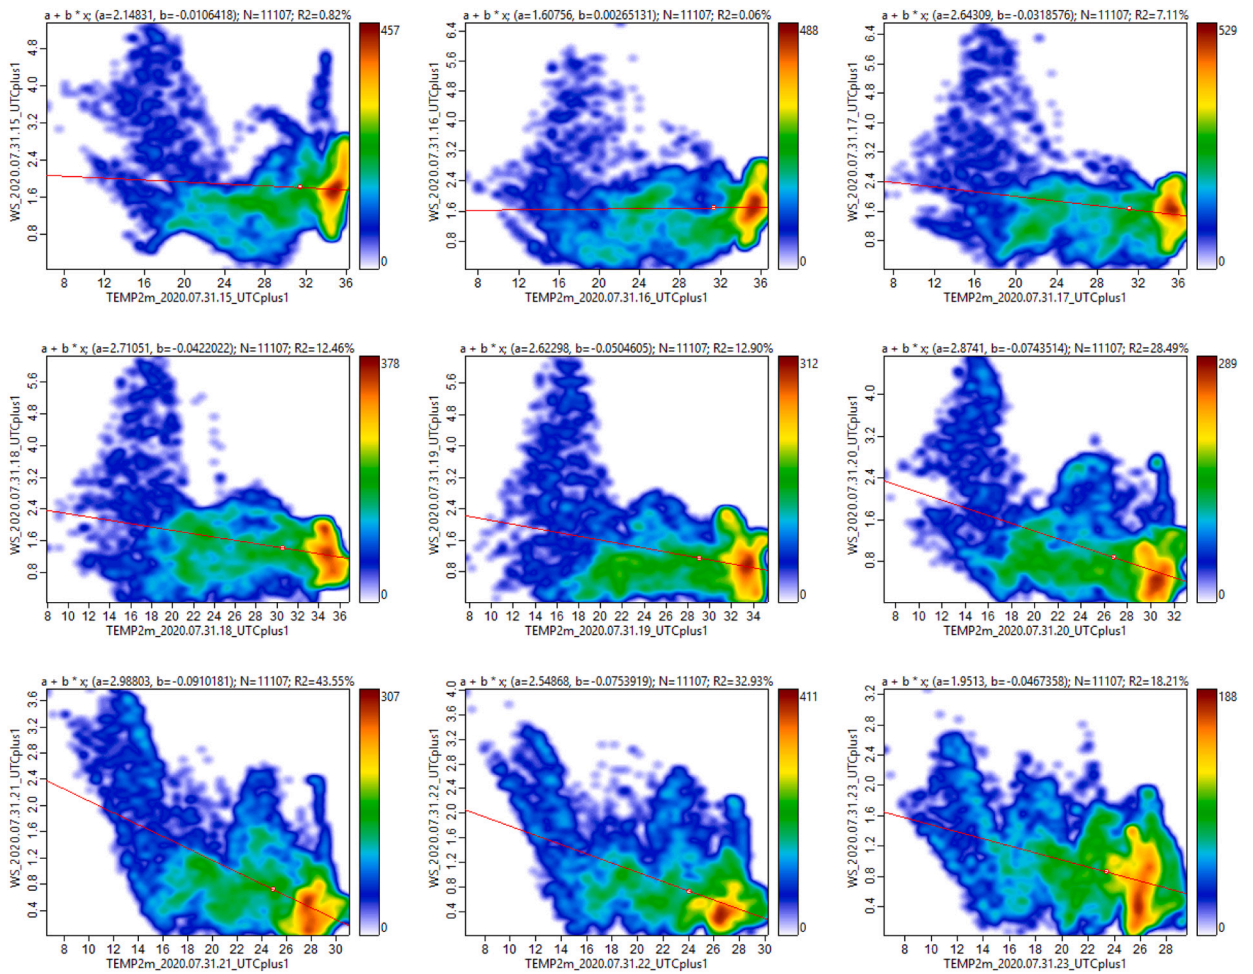 a + b * x; (a=2.14831, b=-0.0106418); N=11107; R2=0.82%
WS_2020.07.31.15_UTCplus1
4.8
4.0
3.2
2.4
1.6
0.8
8 12 16 20 24 28 32 36
TEMP2m_2020.07.31.15_UTCplus1
457
0
a + b * x; (a=1.60756, b=0.00265131); N=11107; R2=0.06%
WS_2020.07.31.16_UTCplus1
6.4
5.6
4.8
4.0
3.2
2.4
1.6
0.8
8 12 16 20 24 28 32 36
TEMP2m_2020.07.31.16_UTCplus1
488
0
a + b * x; (a=2.64309, b=-0.0318576); N=11107; R2=7.11%
WS_2020.07.31.17_UTCplus1
6.4
5.6
4.8
4.0
3.2
2.4
1.6
0.8
8 12 16 20 24 28 32 36
TEMP2m_2020.07.31.17_UTCplus1
529
0
a + b * x; (a=2.71051, b=-0.0422022); N=11107; R2=12.46%
WS_2020.07.31.18_UTCplus1
5.6
4.8
4.0
3.2
2.4
1.6
0.8
8 10 12 14 16 18 20 22 24 26 28 30 32 34 36
TEMP2m_2020.07.31.18_UTCplus1
378
0
a + b * x; (a=2.62298, b=-0.0504605); N=11107; R2=12.90%
WS_2020.07.31.19_UTCplus1
5.6
4.8
4.0
3.2
2.4
1.6
0.8
8 10 12 14 16 18 20 22 24 26 28 30 32 34
TEMP2m_2020.07.31.19_UTCplus1
312
0
a + b * x; (a=2.8741, b=-0.0743514); N=11107; R2=28.49%
WS_2020.07.31.20_UTCplus1
4.0
3.2
2.4
1.6
0.8
8 10 12 14 16 18 20 22 24 26 28 30 32
TEMP2m_2020.07.31.20_UTCplus1
289
0
a + b * x; (a=2.98803, b=-0.0910181); N=11107; R2=43.55%
WS_2020.07.31.21_UTCplus1
3.6
3.2
2.8
2.4
2.0
1.6
1.2
0.8
0.4
8 10 12 14 16 18 20 22 24 26 28 30
TEMP2m_2020.07.31.21_UTCplus1
307
0
a + b * x; (a=2.54868, b=-0.0753919); N=11107; R2=32.93%
WS_2020.07.31.22_UTCplus1
4.0
3.6
3.2
2.8
2.4
2.0
1.6
1.2
0.8
0.4
8 10 12 14 16 18 20 22 24 26 28 30
TEMP2m_2020.07.31.22_UTCplus1
411
0
a + b * x; (a=1.9513, b=-0.0467358); N=11107; R2=18.21%
WS_2020.07.31.23_UTCplus1
3.2
2.8
2.4
2.0
1.6
1.2
0.8
0.4
8 10 12 14 16 18 20 22 24 26 28
TEMP2m_2020.07.31.23_UTCplus1
188
0